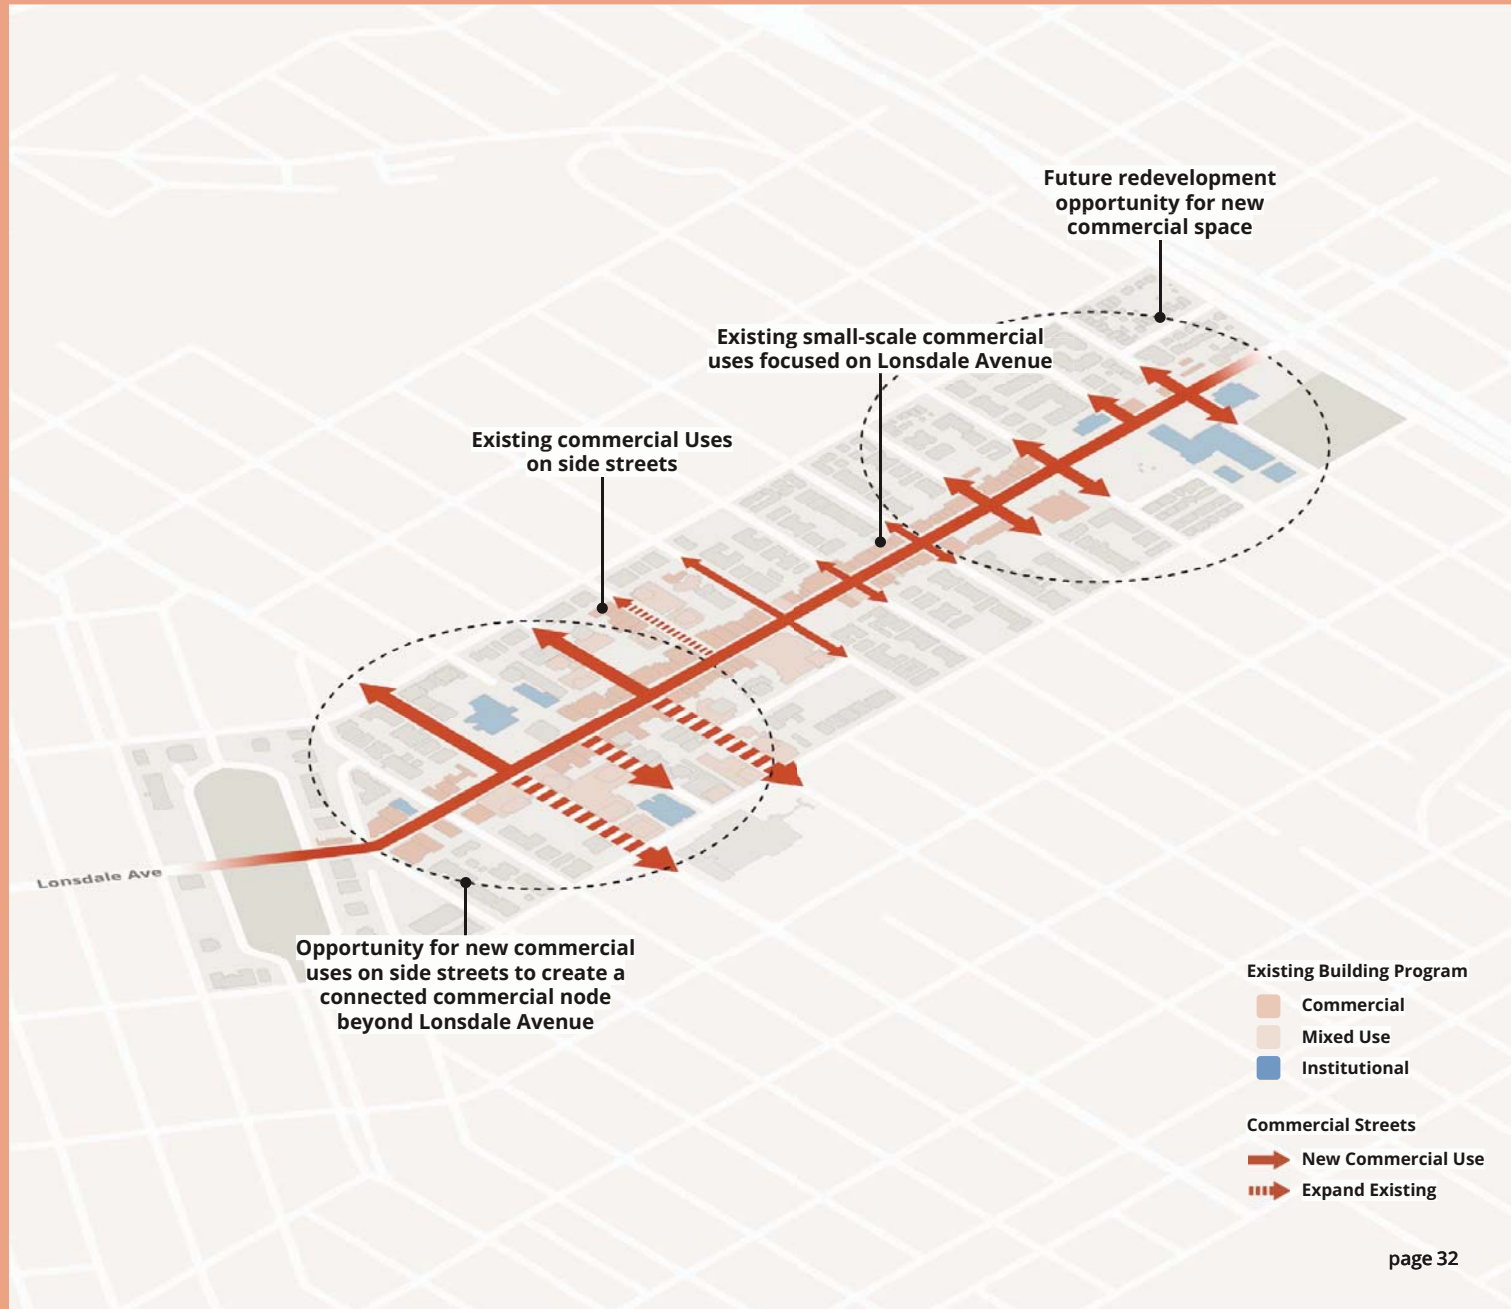 Future redevelopment
opportunity for new
commercial space
Existing small-scale commercial
uses focused on Lonsdale Avenue
Existing commercial Uses
on side streets
Lonsdale Ave
Opportunity for new commercial
uses on side streets to create a
connected commercial node
beyond Lonsdale Avenue
Existing Building Program
Commercial
Mixed Use
Institutional
Commercial Streets
New Commercial Use
Expand Existing
page 32